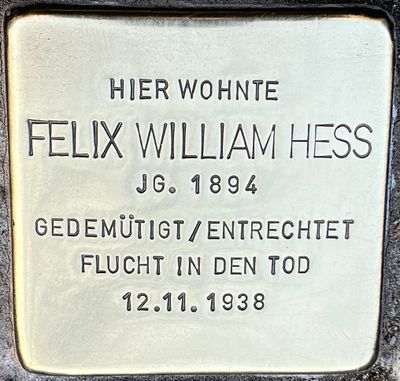 HIER WOHNTE
FELIX WILLIAM HESS
JG. 1894
GEDEMÜTIGT/ENTRECHTET
FLUCHT IN DEN TOD
12.11.1938